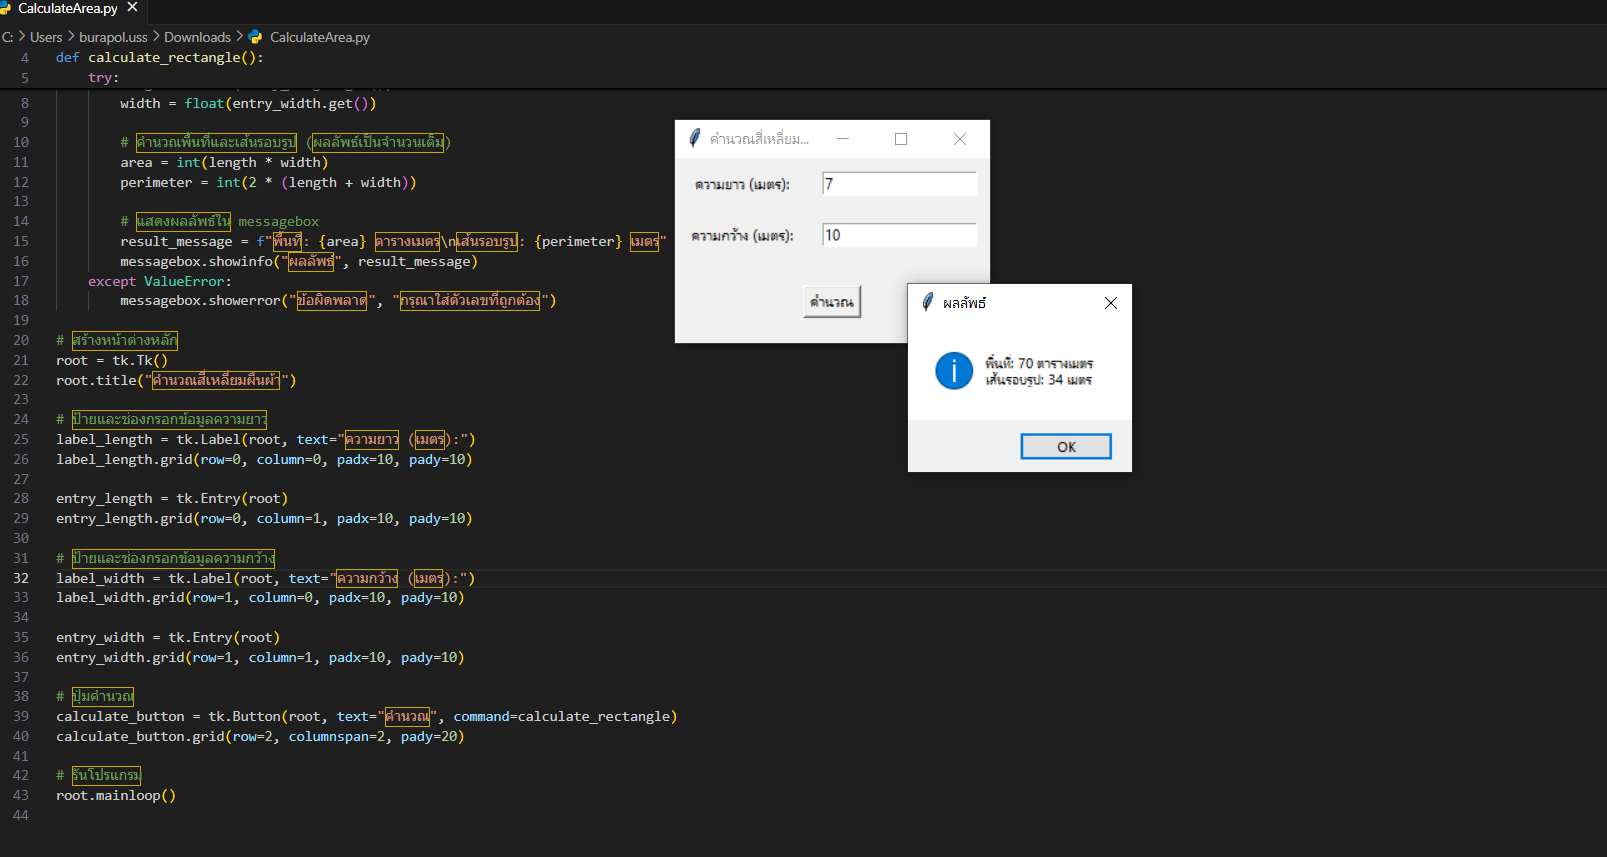 CalculateArea.py
C: > Users > burapol.uss > Downloads > CalculateArea.py
4 def calculate_rectangle():
5 try:
8 width = float(entry_width.get())
9
10 # คำนวณพื้นที่และเส้นรอบรูป (ผลลัพธ์เป็นจำนวนเต็ม)
11 area = int(length * width)
12 perimeter = int(2 * (length + width))
13
14 # แสดงผลลัพธ์ใน messagebox
15 result_message = f"พื้นที่: {area} ตารางเมตร\nเส้นรอบรูป: {perimeter} เมตร"
16 messagebox.showinfo("ผลลัพธ์", result_message)
17 except ValueError:
18 messagebox.showerror("ข้อผิดพลาด", "กรุณาใส่ตัวเลขที่ถูกต้อง")
19
20 # สร้างหน้าต่างหลัก
21 root = tk.Tk()
22 root.title("คำนวณสี่เหลี่ยมผืนผ้า")
23
24 # ป้ายและช่องกรอกข้อมูลความยาว
25 label_length = tk.Label(root, text="ความยาว (เมตร):")
26 label_length.grid(row=0, column=0, padx=10, pady=10)
27
28 entry_length = tk.Entry(root)
29 entry_length.grid(row=0, column=1, padx=10, pady=10)
30
31 # ป้ายและช่องกรอกข้อมูลความกว้าง
32 label_width = tk.Label(root, text="ความกว้าง (เมตร):")
33 label_width.grid(row=1, column=0, padx=10, pady=10)
34
35 entry_width = tk.Entry(root)
36 entry_width.grid(row=1, column=1, padx=10, pady=10)
37
38 # ปุ่มคำนวณ
39 calculate_button = tk.Button(root, text="คำนวณ", command=calculate_rectangle)
40 calculate_button.grid(row=2, columnspan=2, pady=20)
41
42 # รันโปรแกรม
43 root.mainloop()
44
คำนวณสี่เหลี่ยม...
ความยาว (เมตร): 7
ความกว้าง (เมตร): 10
คำนวณ
ผลลัพธ์
พื้นที่: 70 ตารางเมตร
เส้นรอบรูป: 34 เมตร
OK